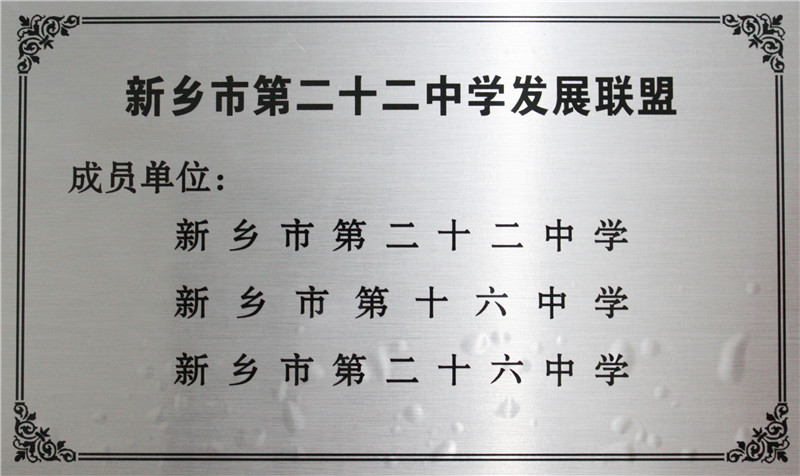 新乡市第二十二中学发展联盟
成员单位：
新乡市第二十二中学
新乡市第十六中学
新乡市第二十六中学